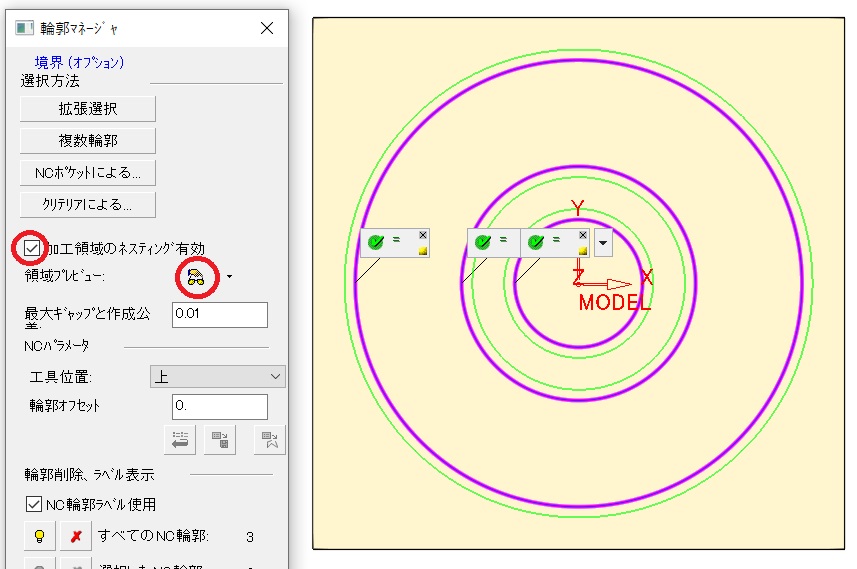 輪郭ﾏﾈｰｼﾞｬ
境界 (ｵﾌﾟｼｮﾝ)
選択方法
拡張選択
複数輪郭
NCﾎﾟｹｯﾄによる...
ｸﾘﾃﾘｱによる...
加工領域のﾈｽﾃｨﾝｸﾞ有効
領域ﾌﾟﾚﾋﾞｭｰ:
最大ｷﾞｬｯﾌﾟと作成公
差:
0.01
NCﾊﾟﾗﾒｰﾀ
工具位置:
上
輪郭ｵﾌｾｯﾄ
0.
輪郭削除、ﾗﾍﾞﾙ表示
NC輪郭ﾗﾍﾞﾙ使用
すべてのNC輪郭: 3
= = =
Y
Z X
MODEL